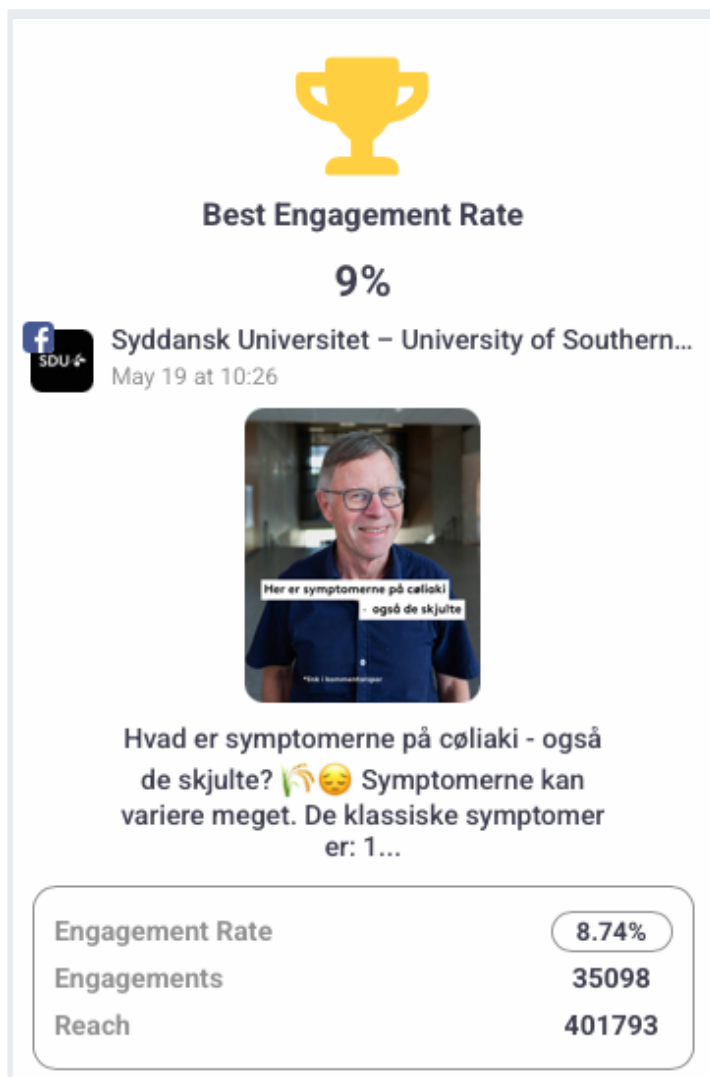 Best Engagement Rate
9%
f
SDU
Syddansk Universitet – University of Southern...
May 19 at 10:26
Her er symptomerne på cøliaki
- også de skjulte
*link i kommentarspor
Hvad er symptomerne på cøliaki - også
de skjulte? 🌾😔 Symptomerne kan
variere meget. De klassiske symptomer
er: 1...
Engagement Rate 8.74%
Engagements 35098
Reach 401793